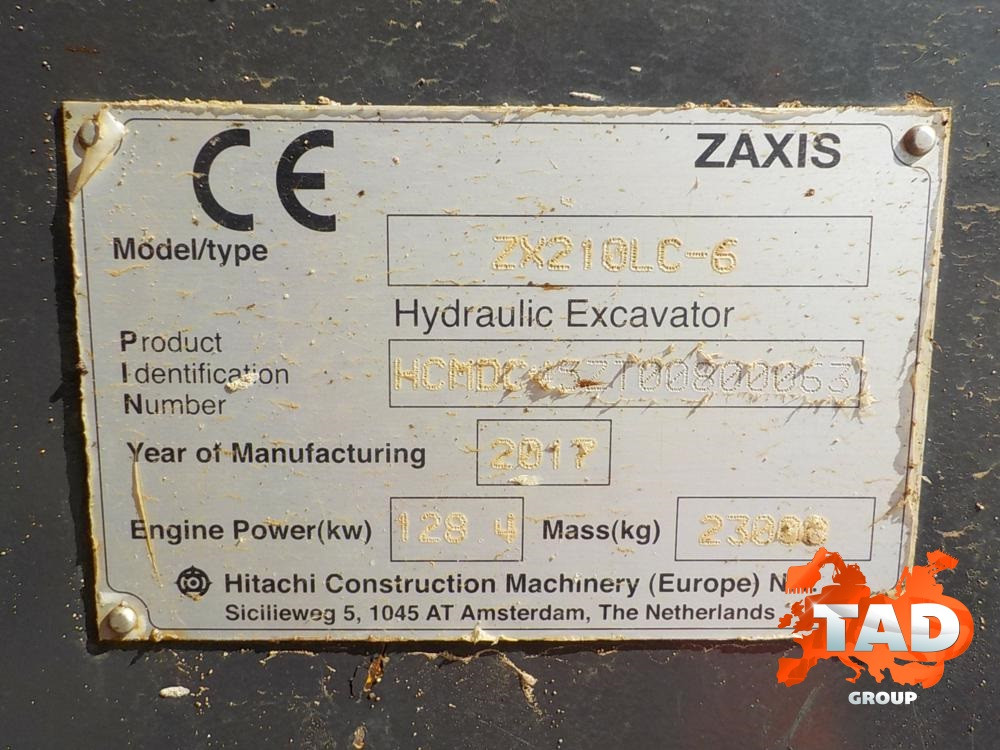 CE
ZAXIS
Model/type ZX210LC-6
Hydraulic Excavator
Product
Identification
Number
Year of Manufacturing 2017
Engine Power(kw) 128.4 Mass(kg)
Hitachi Construction Machinery (Europe)
Sicilieweg 5, 1045 AT Amsterdam, The Netherlands
TAD
GROUP